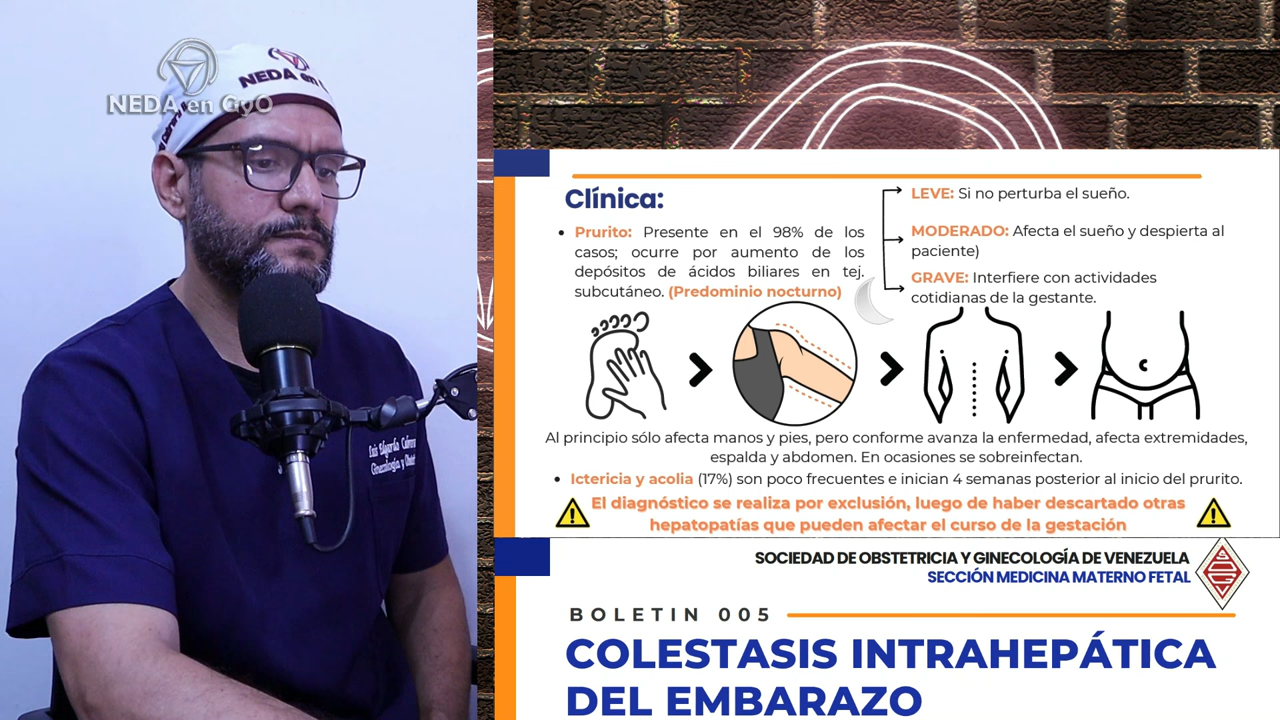 NEDA en
NEDA en GyO
Luis Edgardo Cabrera
Ginecología y Obstet
Clínica:
• Prurito: Presente en el 98% de los
casos; ocurre por aumento de los
depósitos de ácidos biliares en tej.
subcutáneo. (Predominio nocturno)
LEVE: Si no perturba el sueño.
MODERADO: Afecta el sueño y despierta al
paciente)
GRAVE: Interfiere con actividades
cotidianas de la gestante.
Al principio sólo afecta manos y pies, pero conforme avanza la enfermedad, afecta extremidades,
espalda y abdomen. En ocasiones se sobreinfectan.
• Ictericia y acolia (17%) son poco frecuentes e inician 4 semanas posterior al inicio del prurito.
El diagnóstico se realiza por exclusión, luego de haber descartado otras
hepatopatías que pueden afectar el curso de la gestación
SOCIEDAD DE OBSTETRICIA Y GINECOLOGÍA DE VENEZUELA
SECCIÓN MEDICINA MATERNO FETAL
BOLETIN 005
COLESTASIS INTRAHEPÁTICA
DEL EMBARAZO